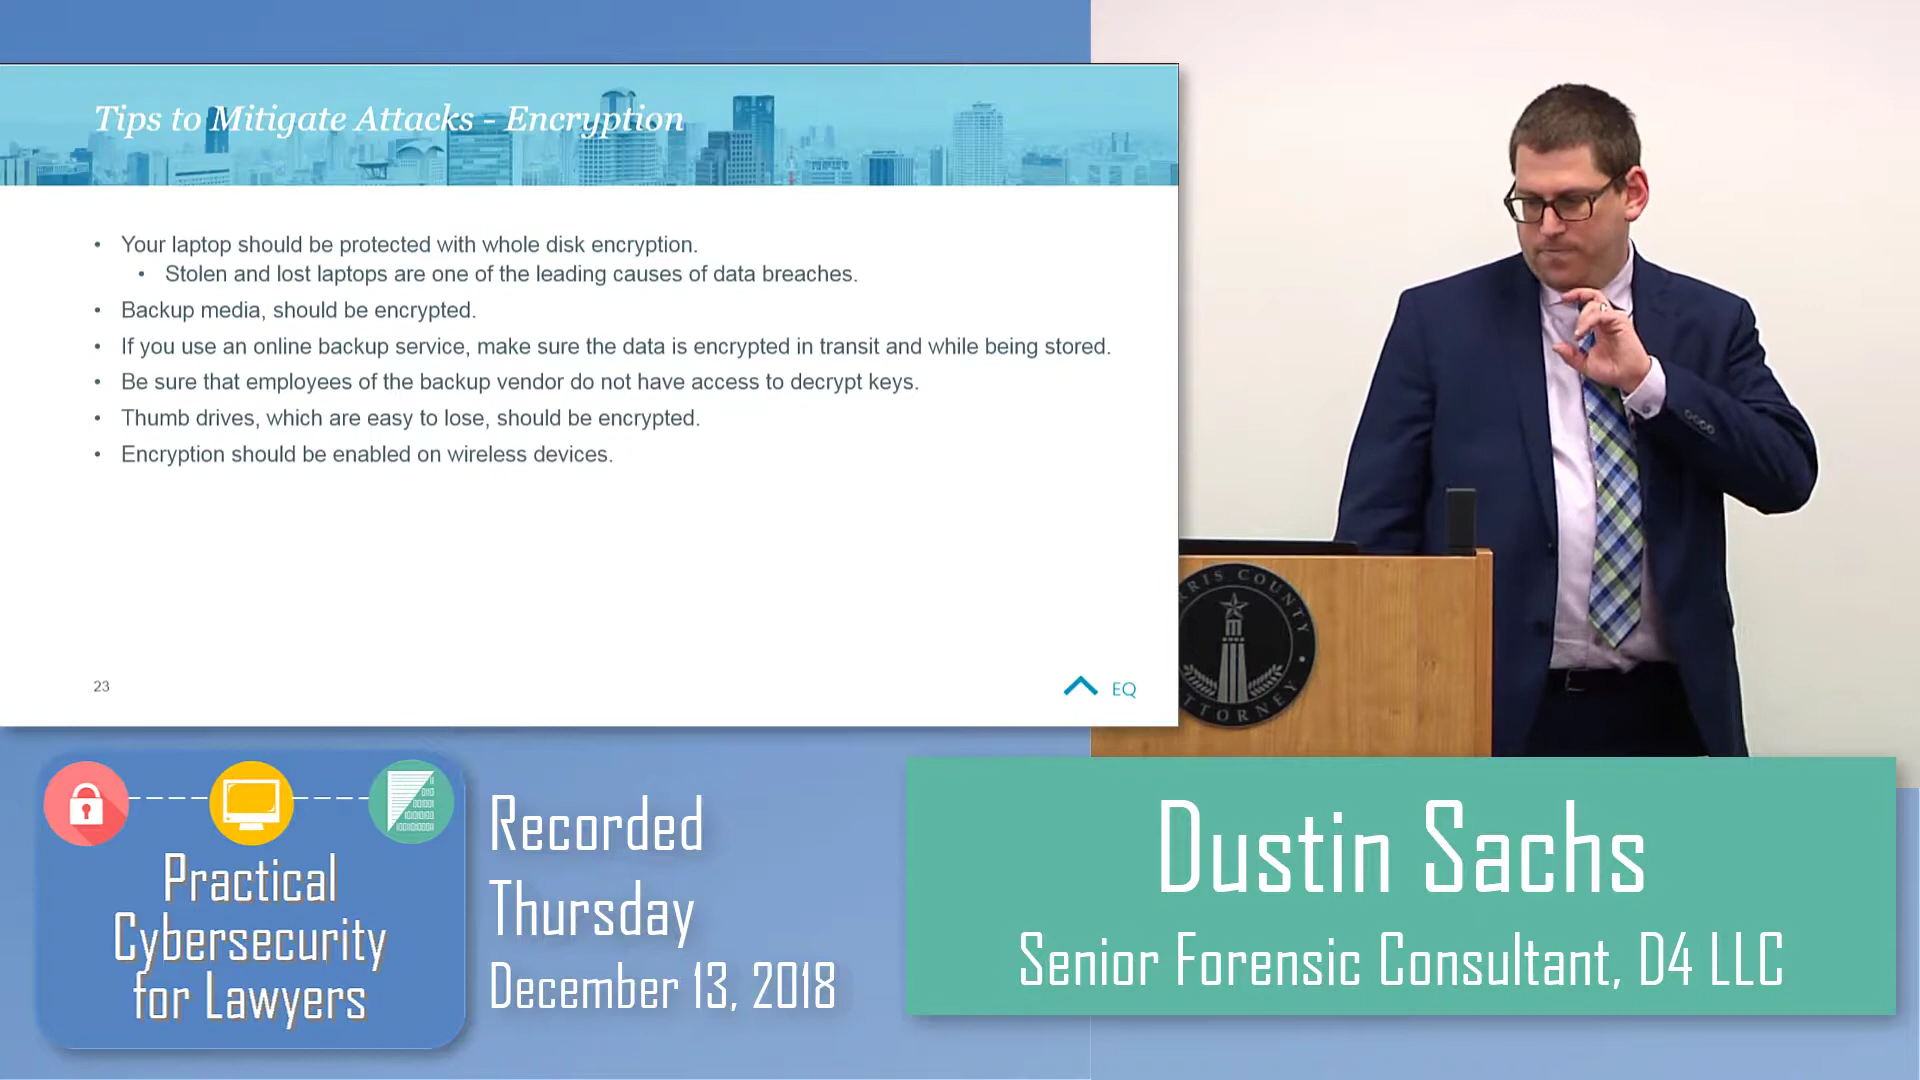 Tips to Mitigate Attacks - Encryption
• Your laptop should be protected with whole disk encryption.
• Stolen and lost laptops are one of the leading causes of data breaches.
• Backup media, should be encrypted.
• If you use an online backup service, make sure the data is encrypted in transit and while being stored.
• Be sure that employees of the backup vendor do not have access to decrypt keys.
• Thumb drives, which are easy to lose, should be encrypted.
• Encryption should be enabled on wireless devices.
23
EQ
RRIS COUNTY
ATTORNEY
Practical
Cybersecurity
for Lawyers
Recorded
Thursday
December 13, 2018
Dustin Sachs
Senior Forensic Consultant, D4 LLC